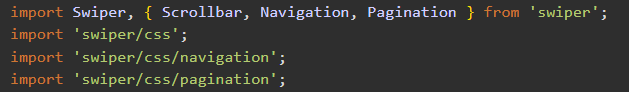 import Swiper, { Scrollbar, Navigation, Pagination } from 'swiper';
import 'swiper/css';
import 'swiper/css/navigation';
import 'swiper/css/pagination';